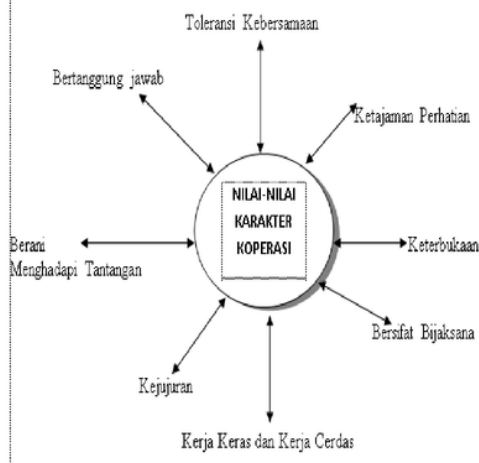 Toleransi Kebersamaan
Bertanggung jawab
Ketajaman Perhatian
NILAI-NILAI
KARAKTER
KOPERASI
Berani
Menghadapi Tantangan
Keterbukaan
Bersifat Bijaksana
Kejujuran
Kerja Keras dan Kerja Cerdas